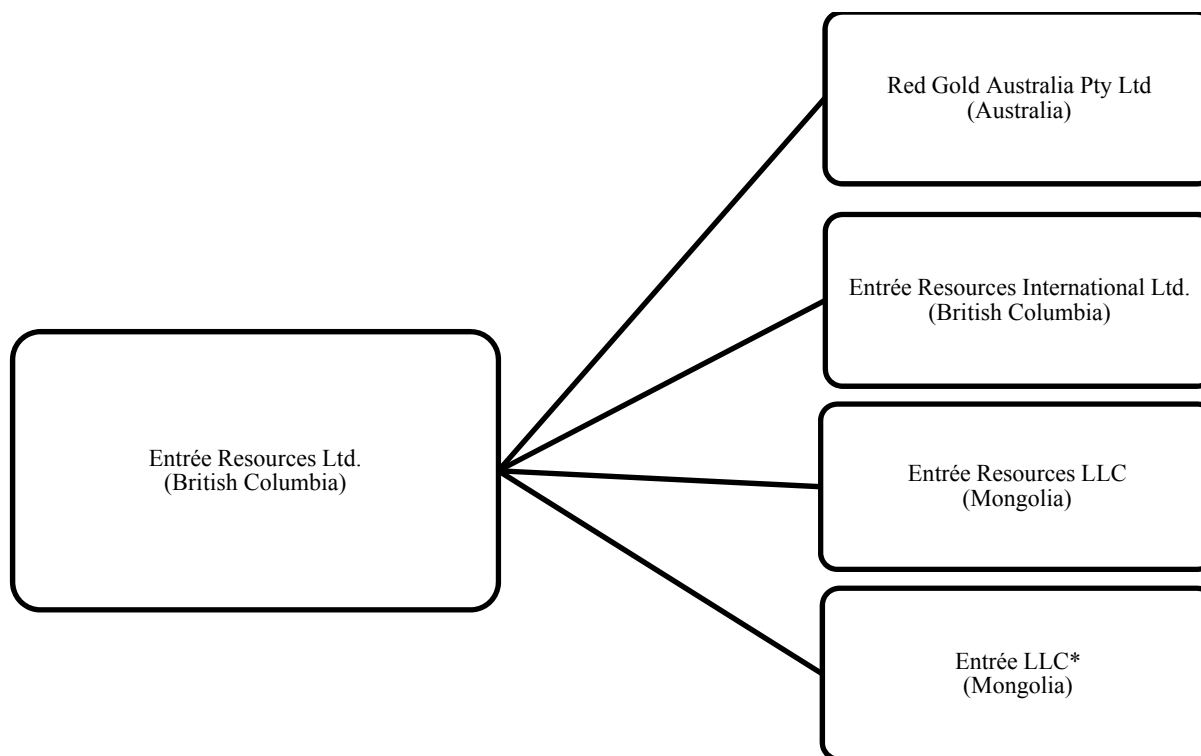 Red Gold Australia Pty Ltd
(Australia)
Entrée Resources International Ltd.
(British Columbia)
Entrée Resources Ltd.
(British Columbia)
Entrée Resources LLC
(Mongolia)
Entrée LLC*
(Mongolia)